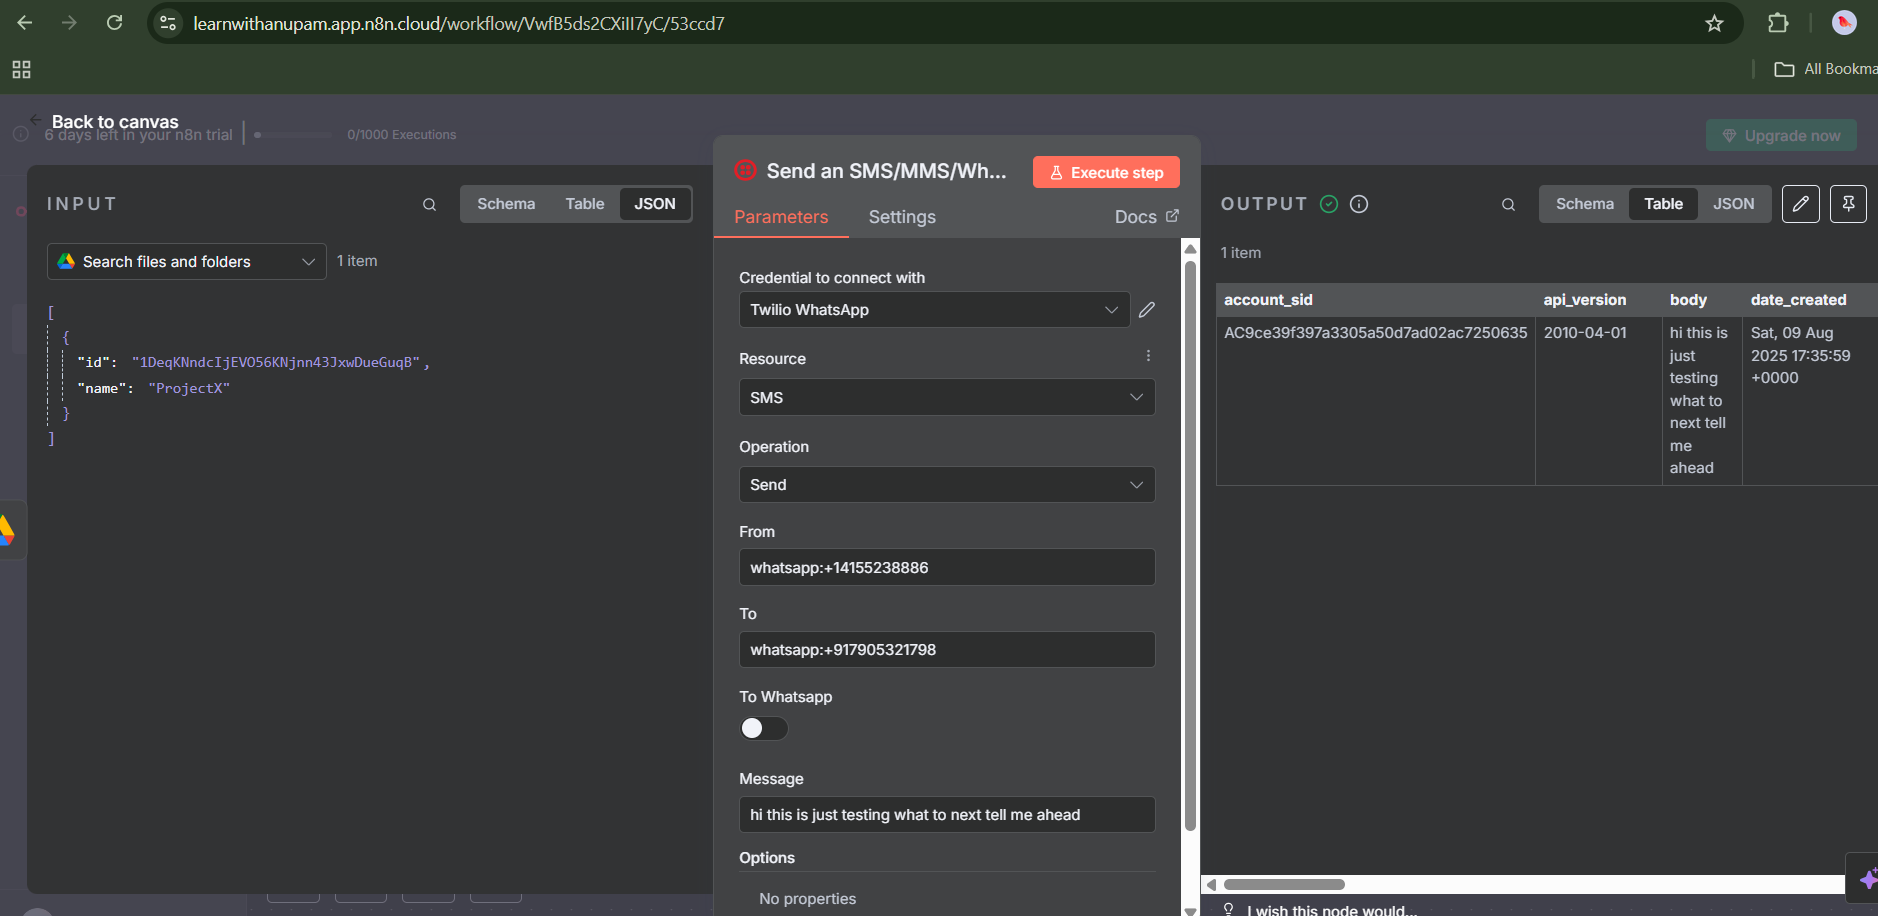 learnwithanupam.app.n8n.cloud/workflow/VwfB5ds2CXiII7yC/53ccd7
All Bookma
Back to canvas
6 days left in your n8n trial
0/1000 Executions
Upgrade now
INPUT
Schema
Table
JSON
Search files and folders
1 item
[
{
"id": "1DeqKNndcIjEVO56KNjnn43JxwDueGuqB",
"name": "ProjectX"
}
]
Send an SMS/MMS/Wh...
Execute step
Parameters
Settings
Docs
Credential to connect with
Twilio WhatsApp
Resource
SMS
Operation
Send
From
whatsapp:+14155238886
To
whatsapp:+917905321798
To Whatsapp
Message
hi this is just testing what to next tell me ahead
Options
No properties
OUTPUT
Schema
Table
JSON
1 item
account_sid
api_version
body
date_created
AC9ce39f397a3305a50d7ad02ac7250635
2010-04-01
hi this is
just
testing
what to
next tell
me
ahead
Sat, 09 Aug
2025 17:35:59
+0000
I wish this node would...